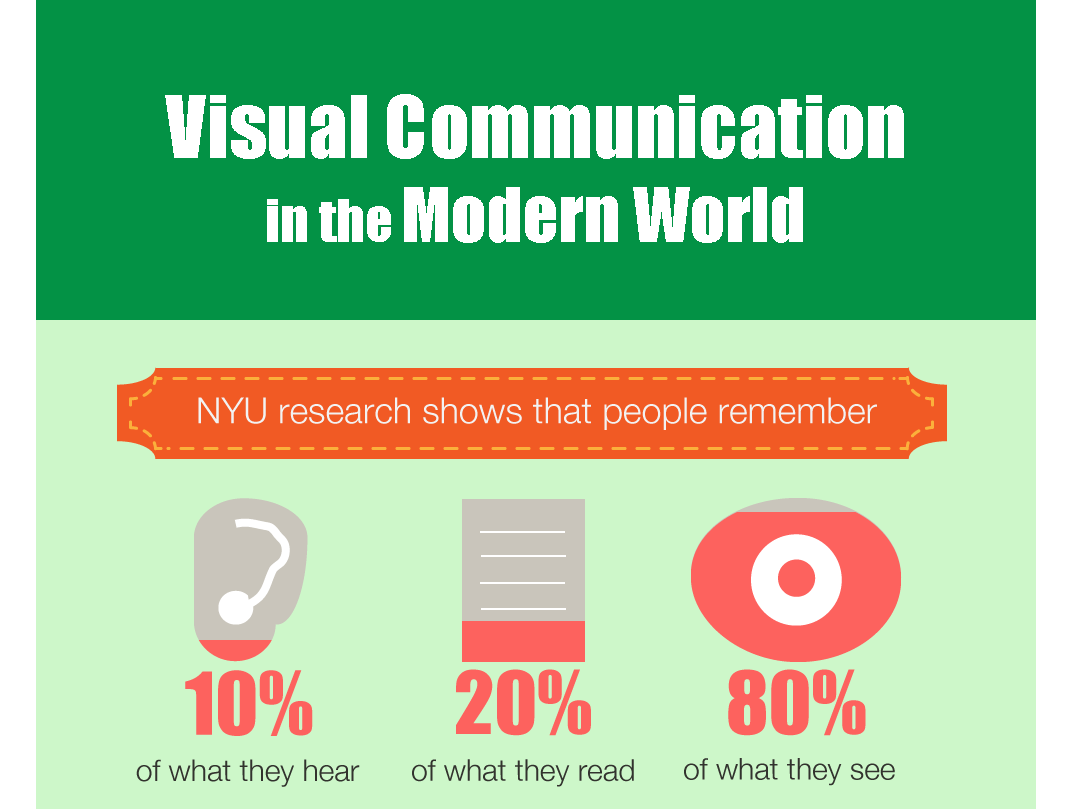 Visual Communication
in the Modern World
NYU research shows that people remember
10% 20% 80%
of what they hear of what they read of what they see